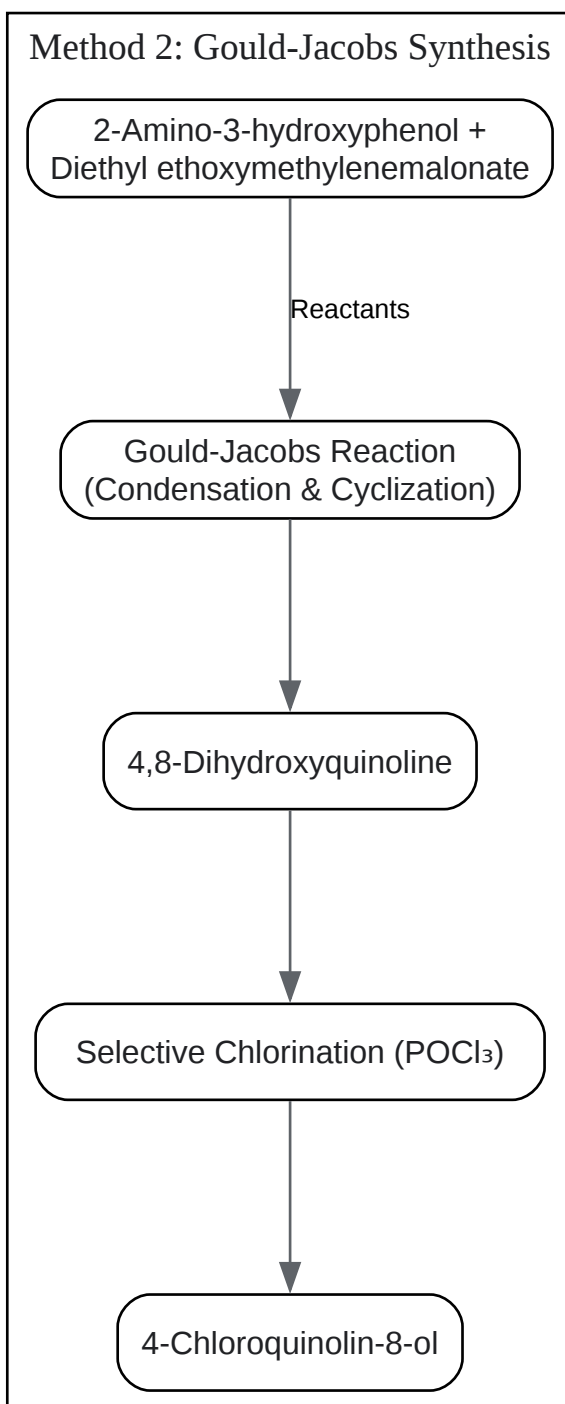 Method 2: Gould-Jacobs Synthesis
2-Amino-3-hydroxyphenol +
Diethyl ethoxymethylenemalonate
Reactants
Gould-Jacobs Reaction
(Condensation & Cyclization)
4,8-Dihydroxyquinoline
Selective Chlorination (POCl₃)
4-Chloroquinolin-8-ol